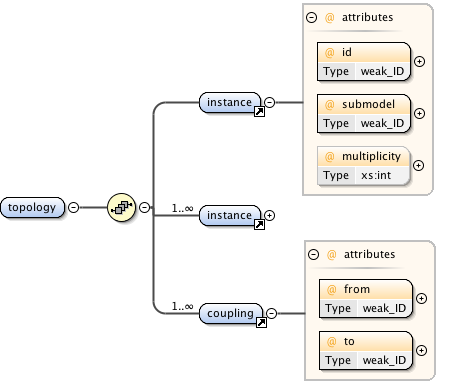 @ attributes
@ id
Type weak_ID
@ submodel
Type weak_ID
@ multiplicity
Type xs:int
instance
topology
1..∞
instance
1..∞
coupling
@ attributes
@ from
Type weak_ID
@ to
Type weak_ID